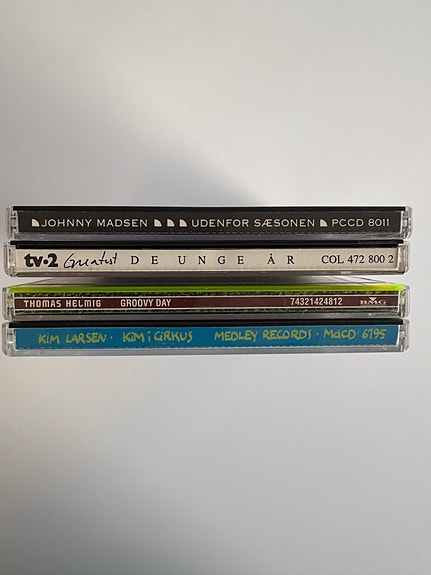 JOHNNY MADSEN UDENFOR SÆSONEN PCCD 8011
tv·2 Greatest DE UNGE ÅR COL 472 800 2
THOMAS HELMIG GROOVY DAY 74321424812 BMG
KIM LARSEN · KIM i CIRKUS MEDLEY RECORDS · MdCD 6195